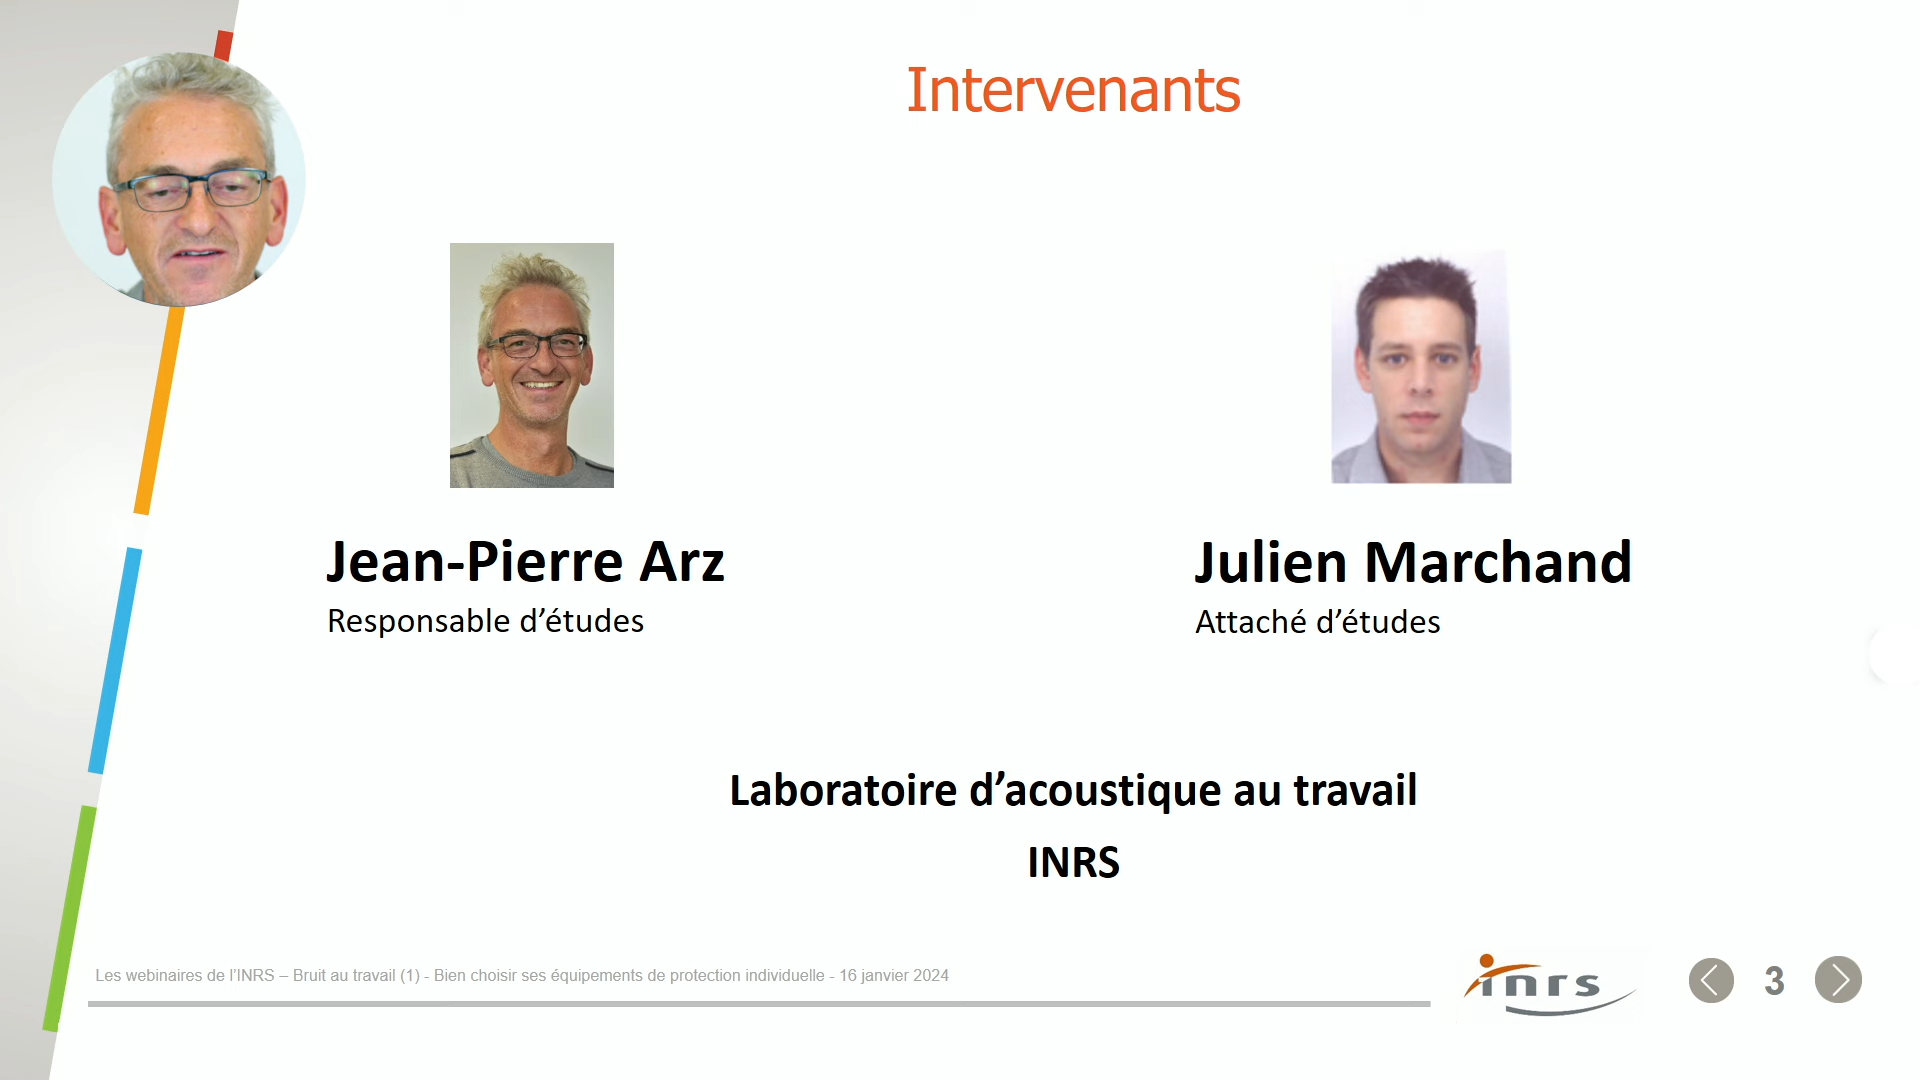 Intervenants
Jean-Pierre Arz
Responsable d’études
Julien Marchand
Attaché d’études
Laboratoire d’acoustique au travail
INRS
Les webinaires de l’INRS – Bruit au travail (1) - Bien choisir ses équipements de protection individuelle - 16 janvier 2024
inrs
3